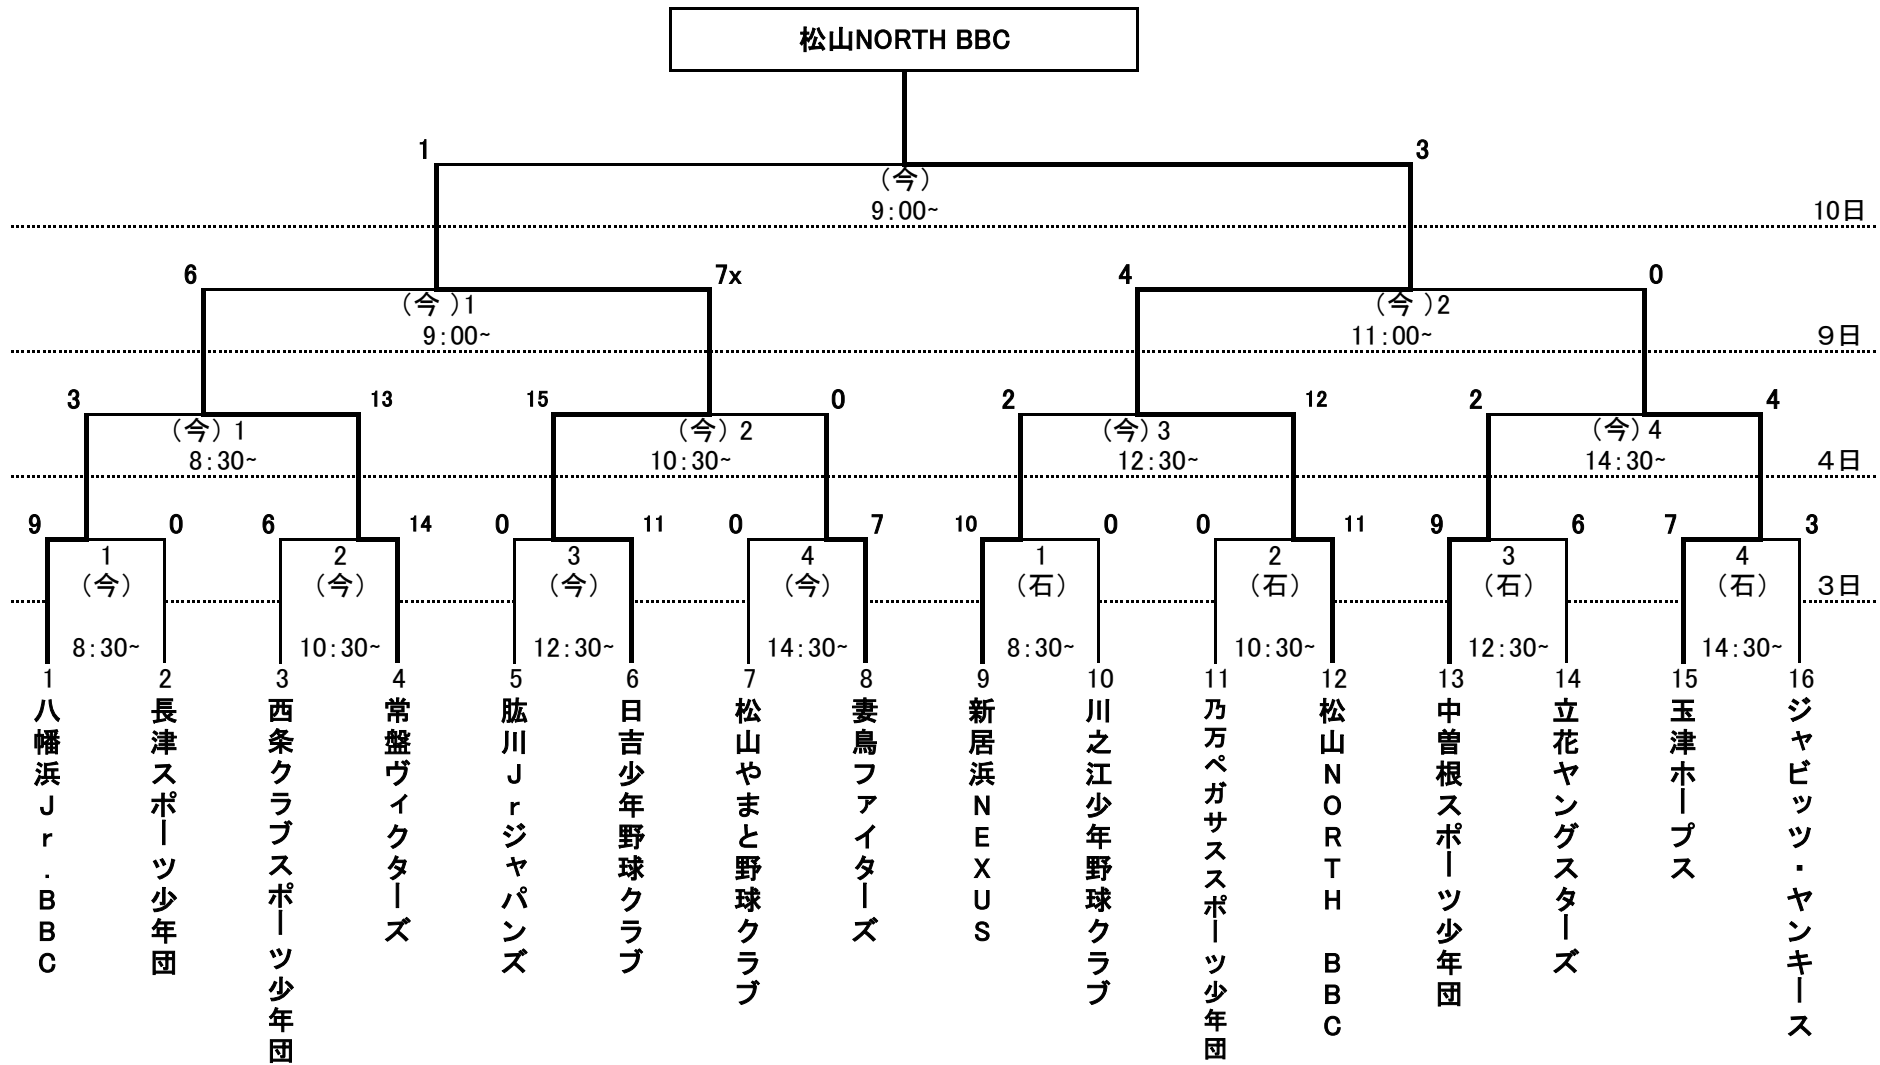 松山NORTH BBC
1 3
（今）
9:00~ 10日
6 7x 4 0
（今 )1 （今 )2
9:00~ 11:00~ 9日
3 13 15 0 2 12 2 4
（今）1 （今）2 （今）3 （今）4
8:30~ 10:30~ 12:30~ 14:30~ 4日
9 0 6 14 0 11 0 7 10 0 0 11 9 6 7 3
1 2 3 4 1 2 3 4
（今） （今） （今） （今） （石） （石） （石） （石） 3日
8:30~ 10:30~ 12:30~ 14:30~ 8:30~ 10:30~ 12:30~ 14:30~
1 2 3 4 5 6 7 8 9 10 11 12 13 14 15 16
八幡浜Jr.BBC
長津スポーツ少年団
西条クラブスポーツ少年団
常盤ヴィクターズ
肱川Jrジャパンズ
日吉少年野球クラブ
松山やまと野球クラブ
妻鳥ファイターズ
新居浜NEXUS
川之江少年野球クラブ
乃万ペガサススポーツ少年団
松山NORTH BBC
中曽根スポーツ少年団
立花ヤングスターズ
玉津ホープス
ジャビッツ・ヤンキース